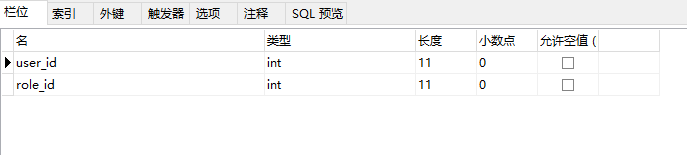 栏位 索引 外键 触发器 选项 注释 SQL 预览
名 类型 长度 小数点 允许空值 (
user_id int 11 0
role_id int 11 0